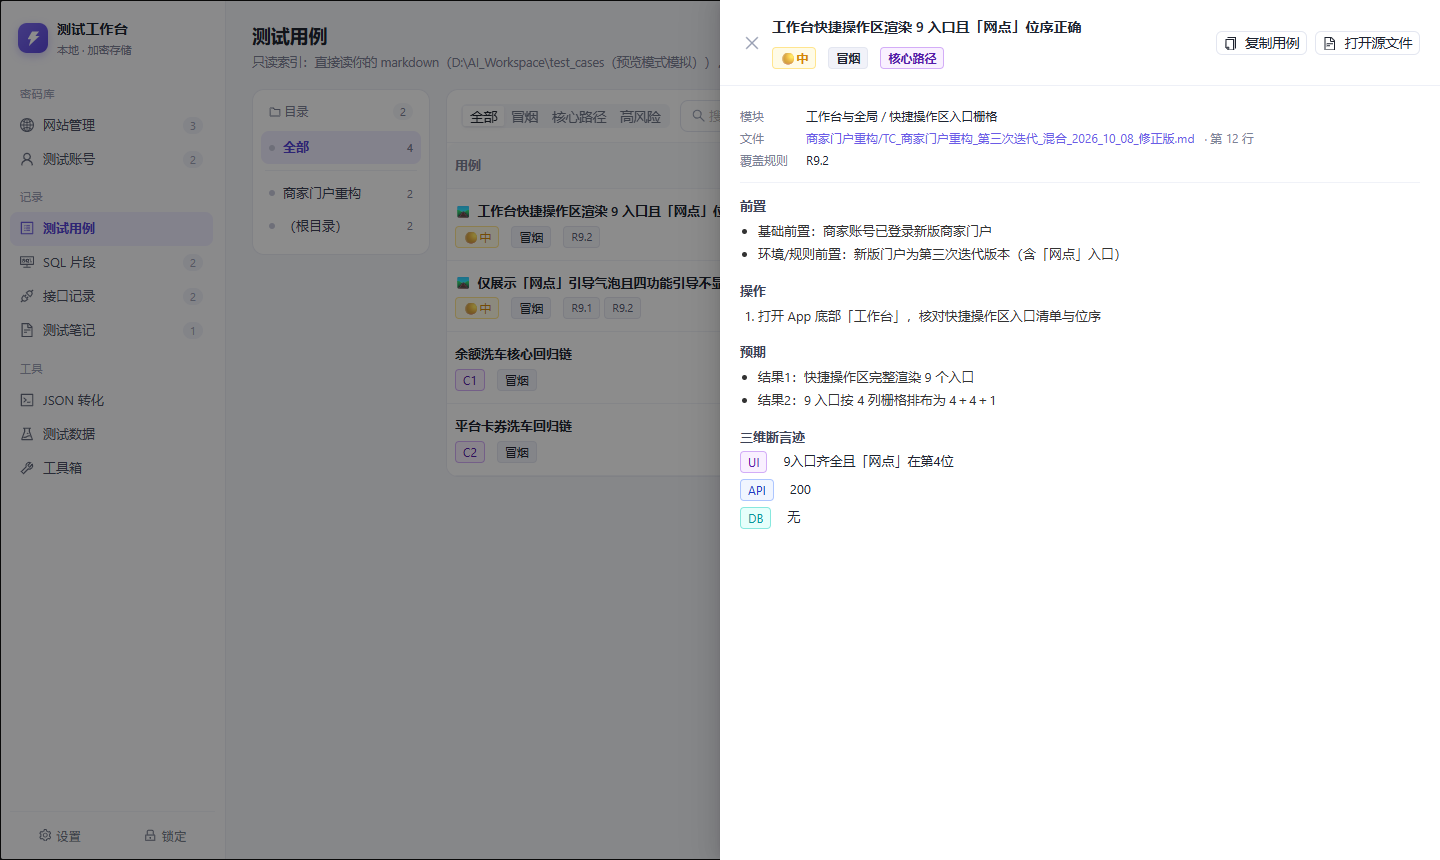 测试工作台
本地 · 加密存储
密码库
网站管理 3
测试账号 2
记录
测试用例
SQL 片段 2
接口记录 2
测试笔记 1
工具
JSON 转化
测试数据
工具箱
设置 锁定
测试用例
只读索引：直接读你的 markdown（D:\AI_Workspace\test_cases（预览模式模拟））
目录 2
全部 4
商家门户重构 2
（根目录） 2
全部 冒烟 核心路径 高风险
用例
工作台快捷操作区渲染 9 入口且「网点」
中 冒烟 R9.2
仅展示「网点」引导气泡且四功能引导不显
中 冒烟 R9.1 R9.2
余额洗车核心回归链
C1 冒烟
平台卡券洗车回归链
C2 冒烟
工作台快捷操作区渲染 9 入口且「网点」位序正确
中 冒烟 核心路径
复制用例 打开源文件
模块 工作台与全局 / 快捷操作区入口栅格
文件 商家门户重构/TC_商家门户重构_第三次迭代_混合_2026_10_08_修正版.md · 第 12 行
覆盖规则 R9.2
前置
• 基础前置：商家账号已登录新版商家门户
• 环境/规则前置：新版门户为第三次迭代版本（含「网点」入口）
操作
1. 打开 App 底部「工作台」，核对快捷操作区入口清单与位序
预期
• 结果1：快捷操作区完整渲染 9 个入口
• 结果2：9 入口按 4 列栅格排布为 4＋4＋1
三维断言迹
UI 9入口齐全且「网点」在第4位
API 200
DB 无